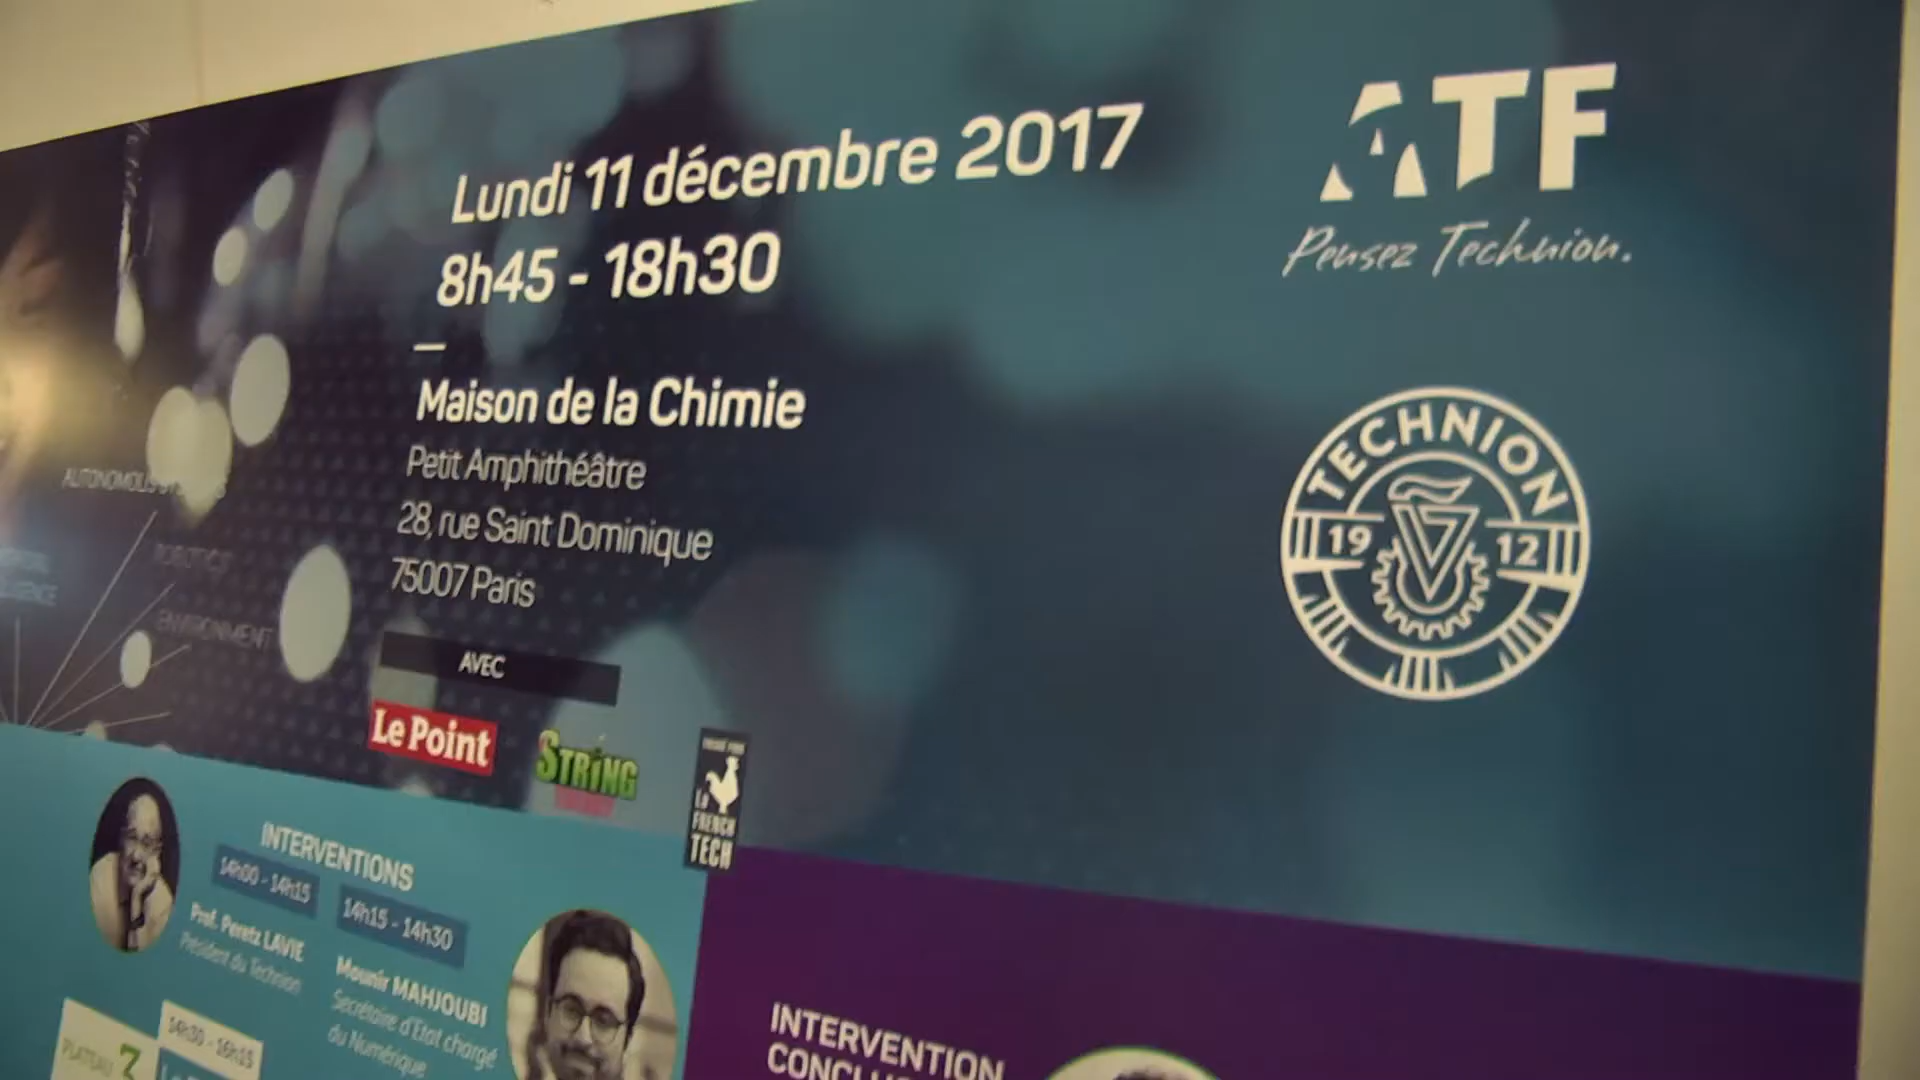 Lundi 11 décembre 2017
8h45 - 18h30
Maison de la Chimie
Petit Amphithéâtre
28, rue Saint Dominique
75007 Paris
AVEC
Le Point
STRiNG
LA
FRENCH
TECH
ATF
Pensez Technion.
TECHNION
19 12
AUTONOMOUS
ROBOTICS
ENVIRONMENT
INTERVENTIONS
14h00 - 14h15
Prof. Peretz LAVIE
Président du Technion
14h15 - 14h30
Mounir MAHJOUBI
Secrétaire d'Etat chargé
du Numérique
14h30 - 16h15
PLATEAU 3
INTERVENTION